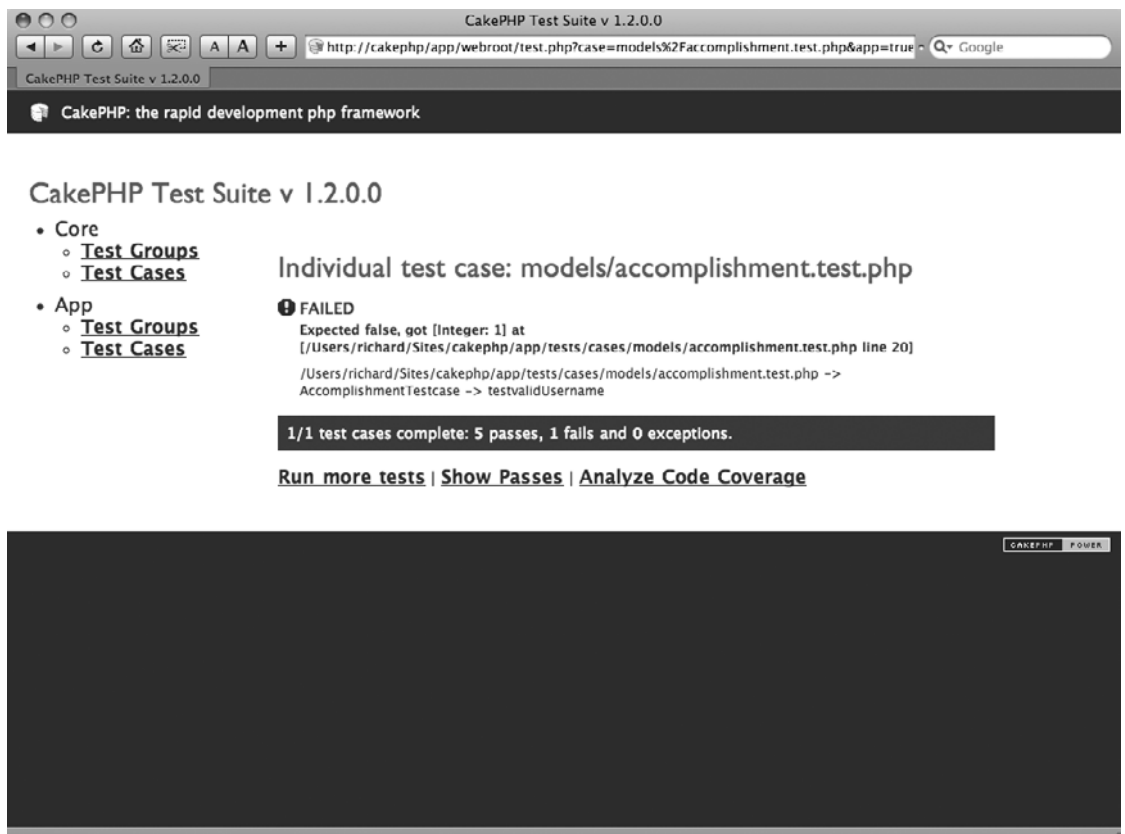 CakePHP Test Suite v 1.2.0.0
A A + http://cakephp/app/webroot/test.php?case=models%2Faccomplishment.test.php&app=true Google
CakePHP Test Suite v 1.2.0.0
CakePHP: the rapid development php framework
CakePHP Test Suite v 1.2.0.0
• Core
◦ Test Groups
◦ Test Cases
• App
◦ Test Groups
◦ Test Cases
Individual test case: models/accomplishment.test.php
FAILED
Expected false, got [Integer: 1] at
[/Users/richard/Sites/cakephp/app/tests/cases/models/accomplishment.test.php line 20]
/Users/richard/Sites/cakephp/app/tests/cases/models/accomplishment.test.php ->
AccomplishmentTestcase -> testvalidUsername
1/1 test cases complete: 5 passes, 1 fails and 0 exceptions.
Run more tests | Show Passes | Analyze Code Coverage
CAKEPHP POWER